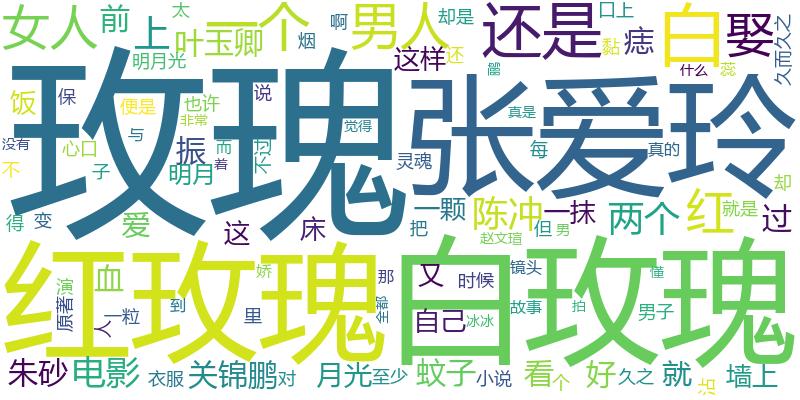 女人 前 太 上 一个 烟 啊 男人 却是 还是 口上 白 娶 久而久之
叶玉卿 这样 还 痣 黏
明月光 什么 蕊
玫瑰 张爱玲
饭 保 便是 也许 说 非常 觉得 真是
没有 与 振 而 不过 灵魂 每 真的
不 心口 子 明月 着 却
得 变 爱 这 床 一颗 把 陈冲 一抹 但 男 两个 红 就是 过
赵文瑄
红玫瑰 白玫瑰
血 娇 那 又 时候 镜头 懂
原著 演 人 一粒 到 里 全都 自己 冰冰 故事 拍 男子
朱砂 电影 衣服 关锦鹏 对 月光 至少 蚊子 小说 看 个 好 久之 就 沾 墙上